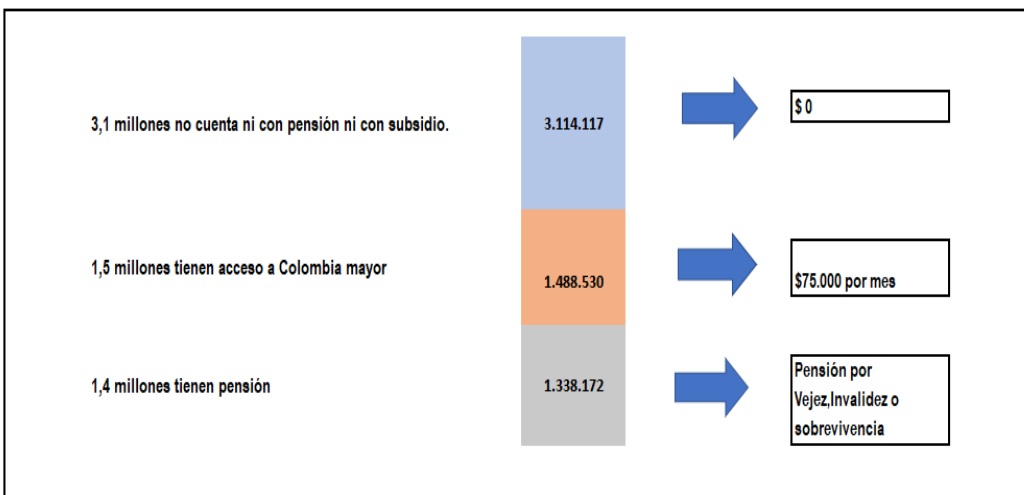 3,1 millones no cuenta ni con pensión ni con subsidio.
3.114.117
$ 0
1,5 millones tienen acceso a Colombia mayor
1.488.530
$75.000 por mes
1,4 millones tienen pensión
1.338.172
Pensión por
Vejez,Invalidez o
sobrevivencia